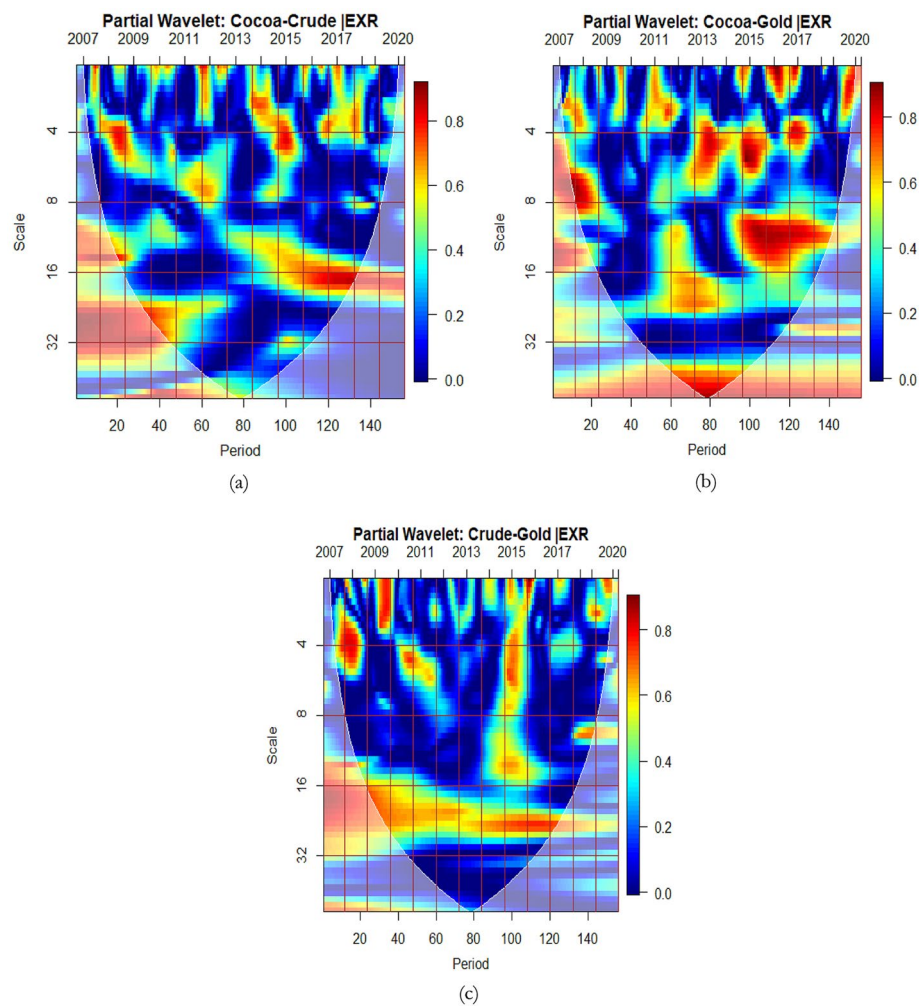 Partial Wavelet: Cocoa-Crude |EXR
2007 2009 2011 2013 2015 2017 2020
Scale
4
8
16
32
20 40 60 80 100 120 140
Period
0.8
0.6
0.4
0.2
0.0
(a)
Partial Wavelet: Cocoa-Gold |EXR
2007 2009 2011 2013 2015 2017 2020
Scale
4
8
16
32
20 40 60 80 100 120 140
Period
0.8
0.6
0.4
0.2
0.0
(b)
Partial Wavelet: Crude-Gold |EXR
2007 2009 2011 2013 2015 2017 2020
Scale
4
8
16
32
20 40 60 80 100 120 140
Period
0.8
0.6
0.4
0.2
0.0
(c)